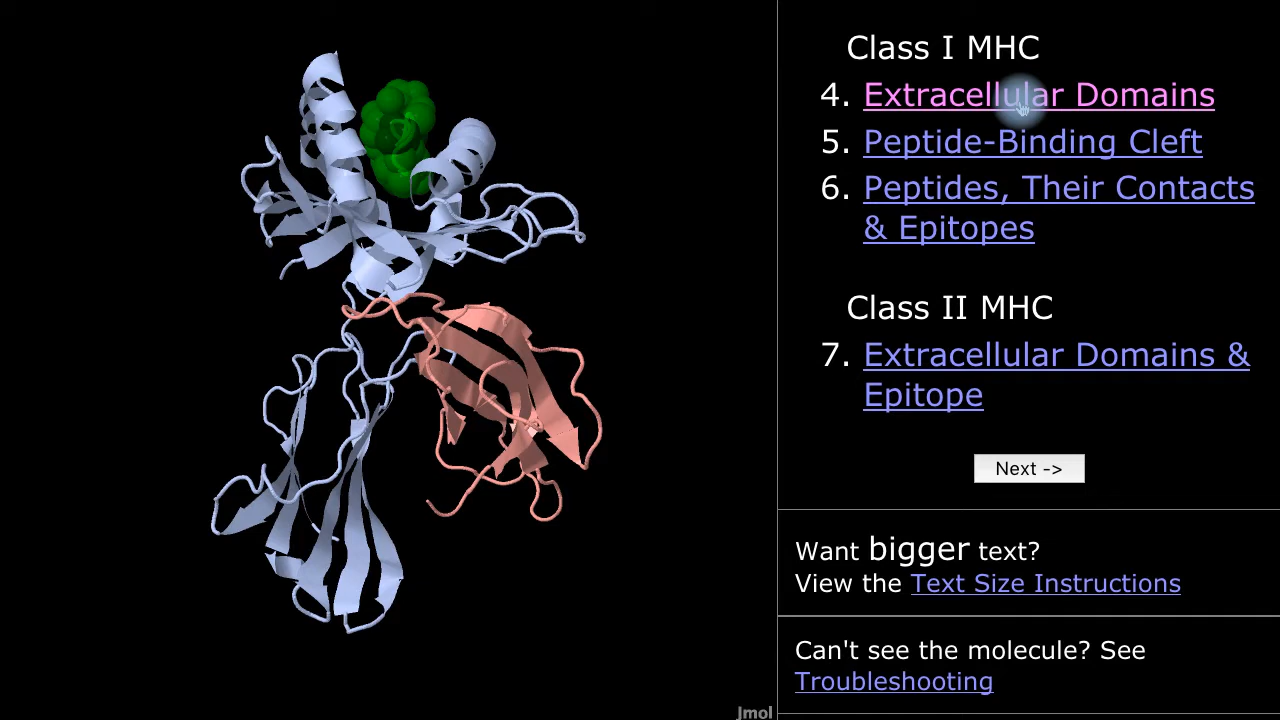 Class I MHC
4. Extracellular Domains
5. Peptide-Binding Cleft
6. Peptides, Their Contacts
& Epitopes
Class II MHC
7. Extracellular Domains &
Epitope
Next ->
Want bigger text?
View the Text Size Instructions
Can't see the molecule? See
Troubleshooting
Jmol